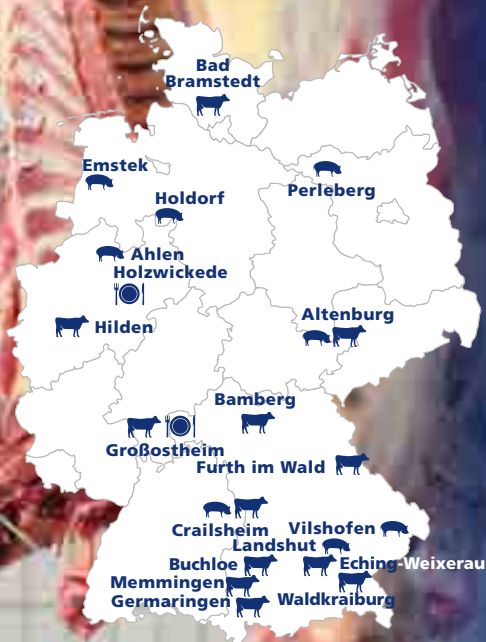 Bad
Bramstedt
Emstek
Perleberg
Holdorf
Ahlen
Holzwickede
Altenburg
Hilden
Bamberg
Großostheim
Furth im Wald
Crailsheim
Vilshofen
Landshut
Buchloe
Eching-Weixerau
Memmingen
Germaringen
Waldkraiburg